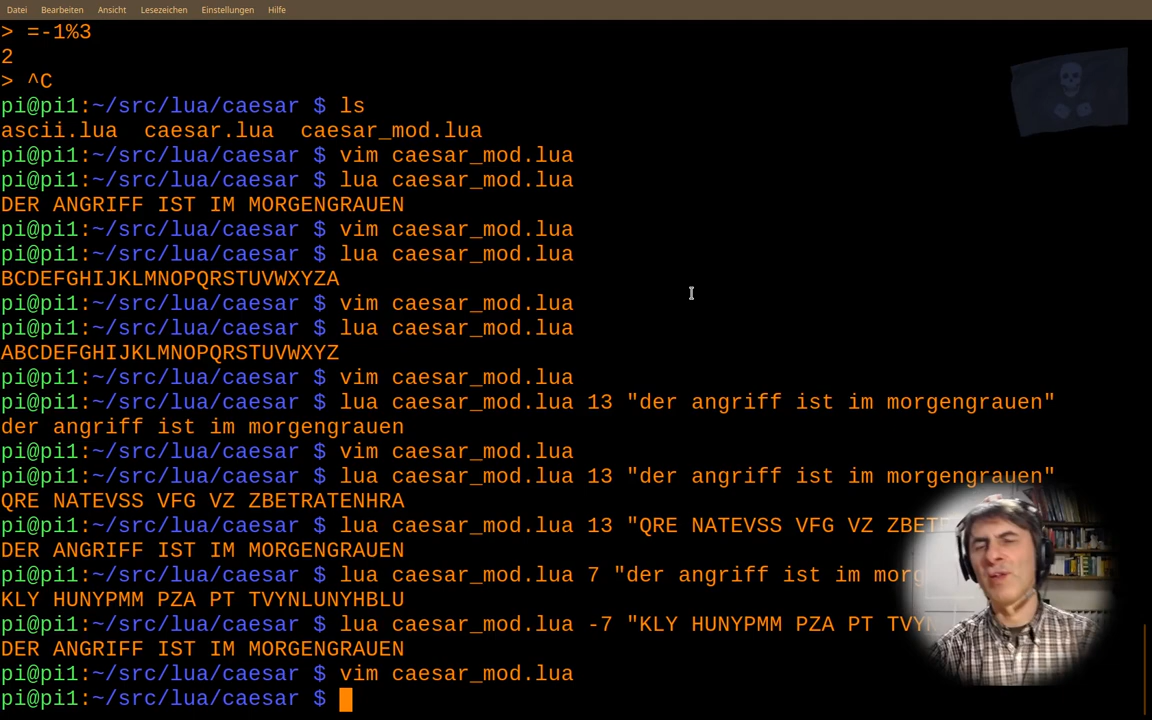 Datei Bearbeiten Ansicht Lesezeichen Einstellungen Hilfe
> =-1%3
2
> ^C
pi@pi1:~/src/lua/caesar $ ls
ascii.lua  caesar.lua  caesar_mod.lua
pi@pi1:~/src/lua/caesar $ vim caesar_mod.lua
pi@pi1:~/src/lua/caesar $ lua caesar_mod.lua
DER ANGRIFF IST IM MORGENGRAUEN
pi@pi1:~/src/lua/caesar $ vim caesar_mod.lua
pi@pi1:~/src/lua/caesar $ lua caesar_mod.lua
BCDEFGHIJKLMNOPQRSTUVWXYZA
pi@pi1:~/src/lua/caesar $ vim caesar_mod.lua
pi@pi1:~/src/lua/caesar $ lua caesar_mod.lua
ABCDEFGHIJKLMNOPQRSTUVWXYZ
pi@pi1:~/src/lua/caesar $ vim caesar_mod.lua
pi@pi1:~/src/lua/caesar $ lua caesar_mod.lua 13 "der angriff ist im morgengrauen"
der angriff ist im morgengrauen
pi@pi1:~/src/lua/caesar $ vim caesar_mod.lua
pi@pi1:~/src/lua/caesar $ lua caesar_mod.lua 13 "der angriff ist im morgengrauen"
QRE NATEVSS VFG VZ ZBETRATENHRA
pi@pi1:~/src/lua/caesar $ lua caesar_mod.lua 13 "QRE NATEVSS VFG VZ ZBET
DER ANGRIFF IST IM MORGENGRAUEN
pi@pi1:~/src/lua/caesar $ lua caesar_mod.lua 7 "der angriff ist im morg
KLY HUNYPMM PZA PT TVYNLUNYHBLU
pi@pi1:~/src/lua/caesar $ lua caesar_mod.lua -7 "KLY HUNYPMM PZA PT TVY
DER ANGRIFF IST IM MORGENGRAUEN
pi@pi1:~/src/lua/caesar $ vim caesar_mod.lua
pi@pi1:~/src/lua/caesar $